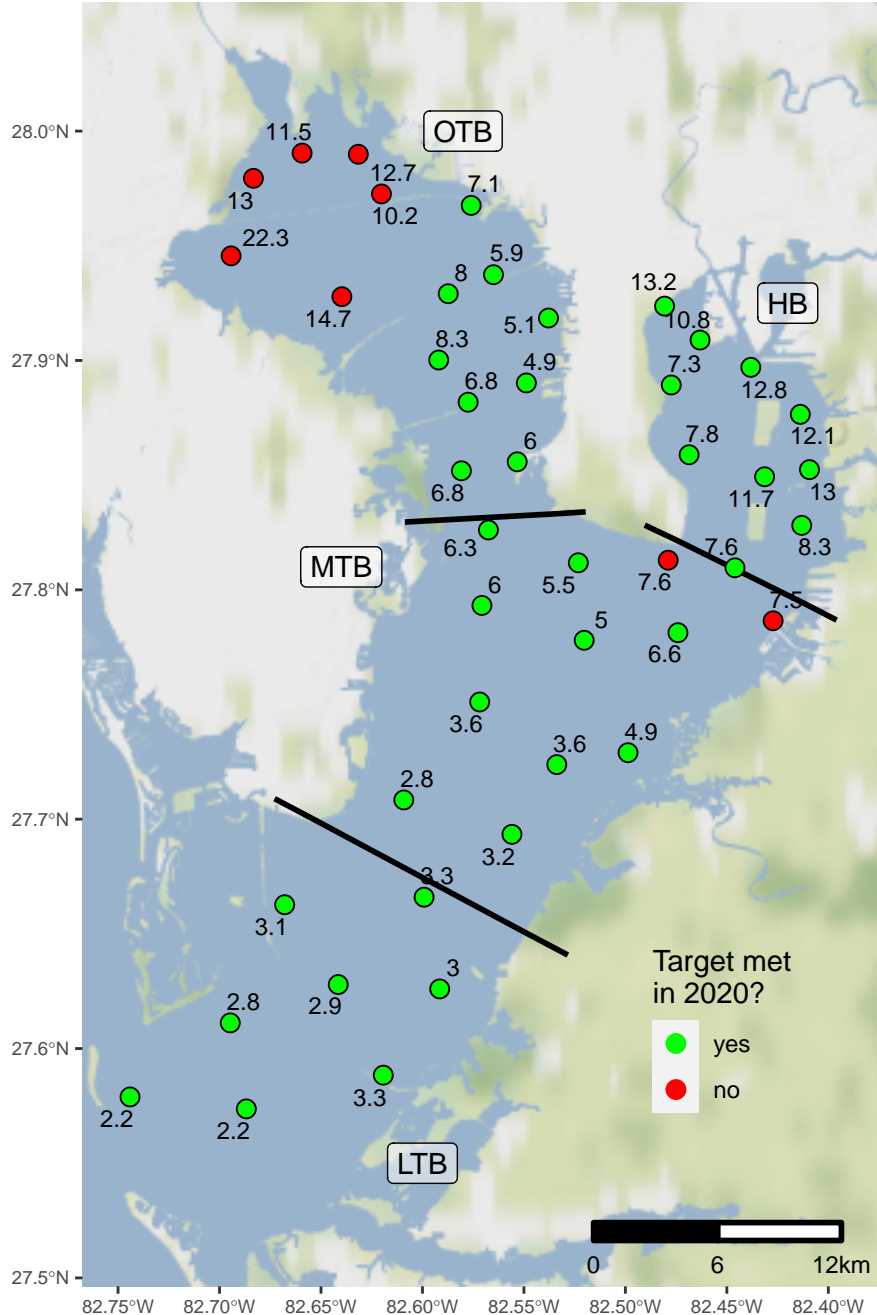 28.0°N
27.9°N
27.8°N
27.7°N
27.6°N
27.5°N
OTB
11.5
12.7
13
10.2
7.1
22.3
5.9
8
14.7
5.1
8.3
4.9
6.8
6
6.8
HB
13.2
10.8
7.3
12.8
7.8
12.1
11.7
13
8.3
MTB
6.3
5.5
7.6
7.6
6
7.5
5
6.6
3.6
3.6
4.9
2.8
3.2
3.3
3.1
3
2.9
2.8
3.3
2.2
2.2
LTB
Target met
in 2020?
yes
no
0 6 12km
82.75°W 82.70°W 82.65°W 82.60°W 82.55°W 82.50°W 82.45°W 82.40°W